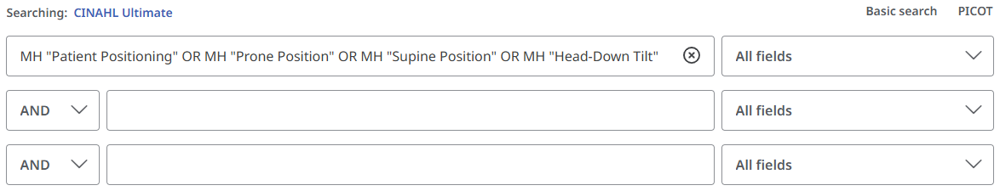 Searching: CINAHL Ultimate Basic search PICOT
MH "Patient Positioning" OR MH "Prone Position" OR MH "Supine Position" OR MH "Head-Down Tilt" All fields
AND All fields
AND All fields